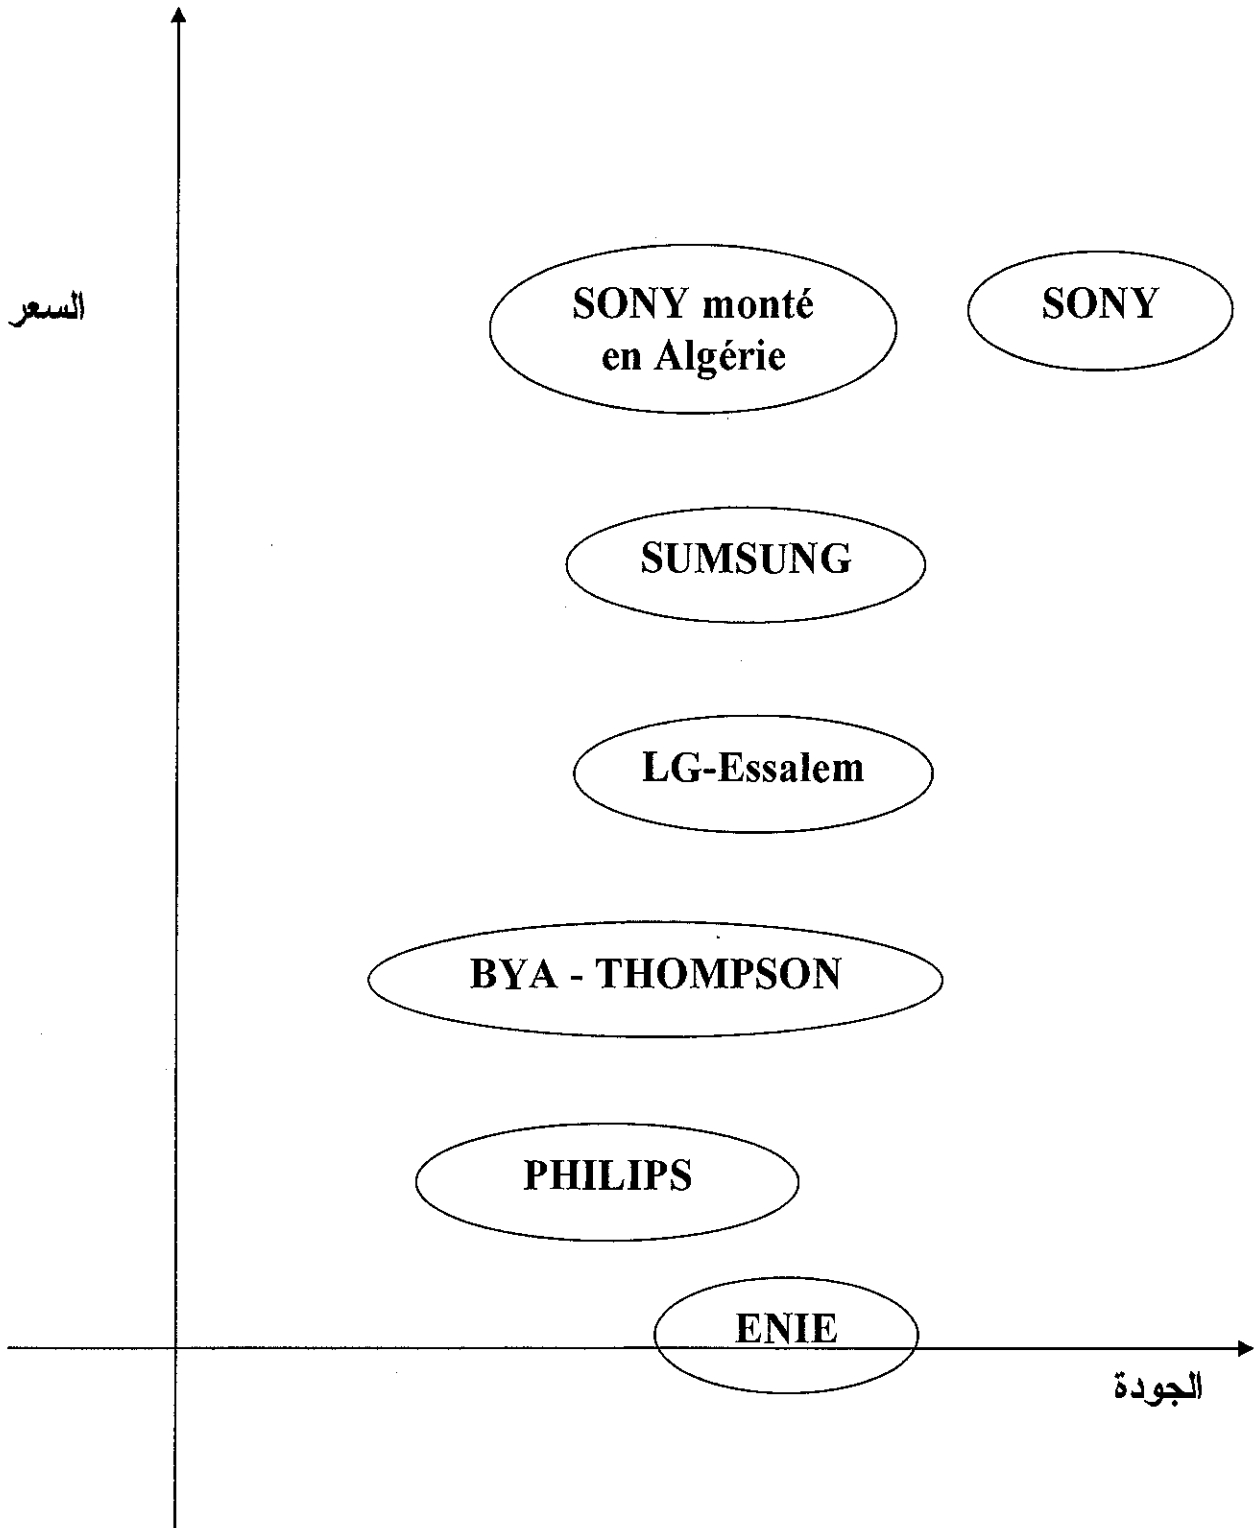 السعر
SONY monté
en Algérie
SONY
SUMSUNG
LG-Essalem
BYA - THOMPSON
PHILIPS
ENIE
الجودة